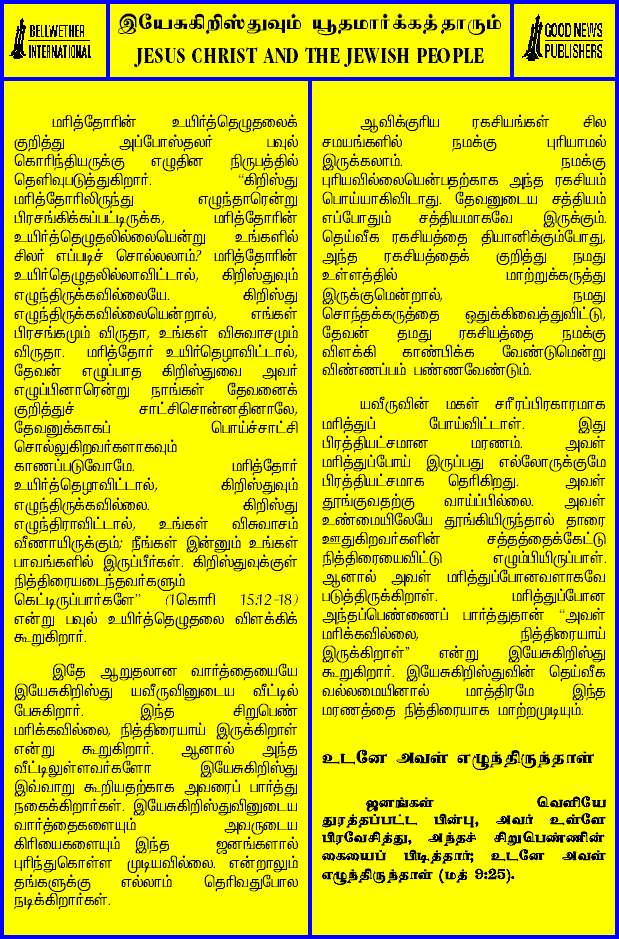 BELLWETHER
INTERNATIONAL
இயேசுகிறிஸ்துவும் யூதமார்க்கத்தாரும்
JESUS CHRIST AND THE JEWISH PEOPLE
GOOD NEWS
PUBLISHERS
மரித்தோரின் உயிர்த்தெழுதலைக்
குறித்து அப்போஸ்தலர் பவுல்
கொரிந்தியருக்கு எழுதின நிருபத்தில்
தெளிவுபடுத்துகிறார். “கிறிஸ்து
மரித்தோரிலிருந்து எழுந்தாரென்று
பிரசங்கிக்கப்பட்டிருக்க, மரித்தோரின்
உயிர்த்தெழுதலில்லையென்று உங்களில்
சிலர் எப்படிச் சொல்லலாம்? மரித்தோரின்
உயிர்த்தெழுதலில்லாவிட்டால், கிறிஸ்துவும்
எழுந்திருக்கவில்லையே. கிறிஸ்து
எழுந்திருக்கவில்லையென்றால், எங்கள்
பிரசங்கமும் விருதா, உங்கள் விசுவாசமும்
விருதா. மரித்தோர் உயிர்தெழாவிட்டால்,
தேவன் எழுப்பாத கிறிஸ்துவை அவர்
எழுப்பினாரென்று நாங்கள் தேவனைக்
குறித்துச் சாட்சிசொன்னதினாலே,
தேவனுக்காகப் பொய்ச்சாட்சி
சொல்லுகிறவர்களாகவும்
காணப்படுவோமே. மரித்தோர்
உயிர்த்தெழாவிட்டால், கிறிஸ்துவும்
எழுந்திருக்கவில்லை. கிறிஸ்து
எழுந்திராவிட்டால், உங்கள் விசுவாசம்
வீணாயிருக்கும்; நீங்கள் இன்னும் உங்கள்
பாவங்களில் இருப்பீர்கள். கிறிஸ்துவுக்குள்
நித்திரையடைந்தவர்களும்
கெட்டிருப்பார்களே” (1கொரி 15:12-18)
என்று பவுல் உயிர்த்தெழுதலை விளக்கிக்
கூறுகிறார்.
இதே ஆறுதலான வார்த்தையையே
இயேசுகிறிஸ்து யவீருவினுடைய வீட்டில்
பேசுகிறார். இந்த சிறுபெண்
மரிக்கவில்லை, நித்திரையாய் இருக்கிறாள்
என்று கூறுகிறார். ஆனால் அந்த
வீட்டிலுள்ளவர்களோ இயேசுகிறிஸ்து
இவ்வாறு கூறியதற்காக அவரைப் பார்த்து
நகைக்கிறார்கள். இயேசுகிறிஸ்துவினுடைய
வார்த்தைகளையும் அவருடைய
கிரியைகளையும் இந்த ஜனங்களால்
புரிந்துகொள்ள முடியவில்லை. என்றாலும்
தங்களுக்கு எல்லாம் தெரிவதுபோல
நடிக்கிறார்கள்.
ஆவிக்குரிய ரகசியங்கள் சில
சமயங்களில் நமக்கு புரியாமல்
இருக்கலாம். நமக்கு
புரியவில்லையென்பதற்காக அந்த ரகசியம்
பொய்யாகிவிடாது. தேவனுடைய சத்தியம்
எப்போதும் சத்தியமாகவே இருக்கும்.
தெய்வீக ரகசியத்தை தியானிக்கும்போது,
அந்த ரகசியத்தைக் குறித்து நமது
உள்ளத்தில் மாற்றுக்கருத்து
இருக்குமென்றால், நமது
சொந்தக்கருத்தை ஒதுக்கிவைத்துவிட்டு,
தேவன் தமது ரகசியத்தை நமக்கு
விளக்கி காண்பிக்க வேண்டுமென்று
விண்ணப்பம் பண்ணவேண்டும்.
யவீருவின் மகள் சரீரப்பிரகாரமாக
மரித்துப் போய்விட்டாள். இது
பிரத்தியட்சமான மரணம். அவள்
மரித்துப்போய் இருப்பது எல்லோருக்குமே
பிரத்தியட்சமாக தெரிகிறது. அவள்
தூங்குவதற்கு வாய்ப்பில்லை. அவள்
உண்மையிலேயே தூங்கியிருந்தால் தாரை
ஊதுகிறவர்களின் சத்தத்தைக்கேட்டு
நித்திரையைவிட்டு எழும்பியிருப்பாள்.
ஆனால் அவள் மரித்துப்போனவளாகவே
படுத்திருக்கிறாள். மரித்துப்போன
அந்தப்பெண்ணைப் பார்த்துதான் “அவள்
மரிக்கவில்லை, நித்திரையாய்
இருக்கிறாள்” என்று இயேசுகிறிஸ்து
கூறுகிறார். இயேசுகிறிஸ்துவின் தெய்வீக
வல்லமையினால் மாத்திரமே இந்த
மரணத்தை நித்திரையாக மாற்றமுடியும்.
உடனே அவள் எழுந்திருந்தாள்
ஜனங்கள் வெளியே
துரத்தப்பட்ட பின்பு, அவர் உள்ளே
பிரவேசித்து, அந்தச் சிறுபெண்ணின்
கையைப் பிடித்தார்; உடனே அவள்
எழுந்திருந்தாள் (மத் 9:25).